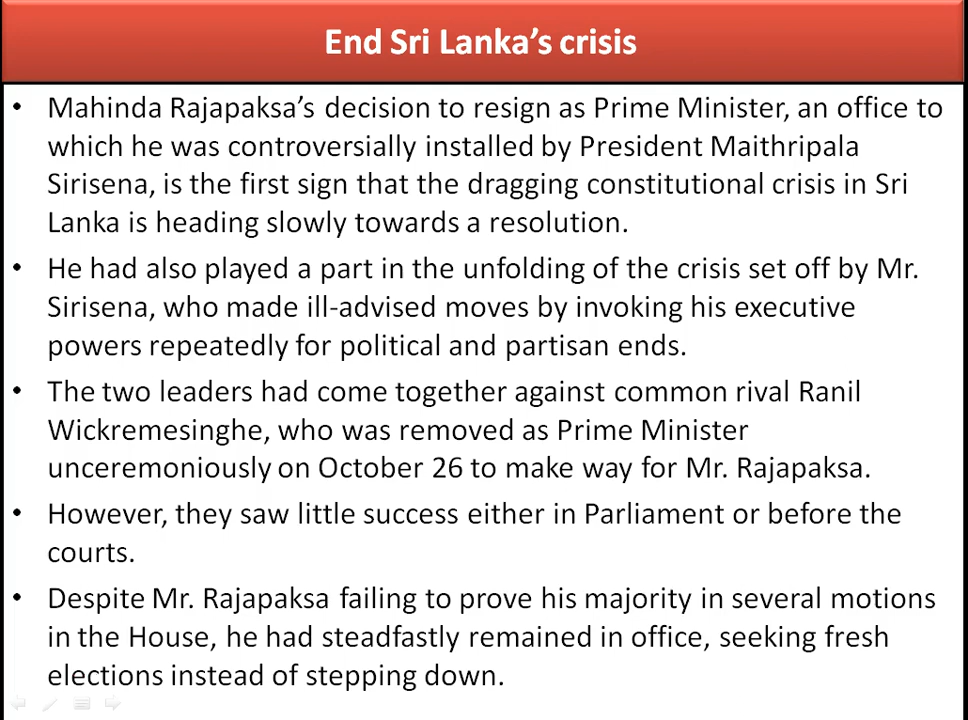 End Sri Lanka’s crisis
• Mahinda Rajapaksa’s decision to resign as Prime Minister, an office to
which he was controversially installed by President Maithripala
Sirisena, is the first sign that the dragging constitutional crisis in Sri
Lanka is heading slowly towards a resolution.
• He had also played a part in the unfolding of the crisis set off by Mr.
Sirisena, who made ill-advised moves by invoking his executive
powers repeatedly for political and partisan ends.
• The two leaders had come together against common rival Ranil
Wickremesinghe, who was removed as Prime Minister
unceremoniously on October 26 to make way for Mr. Rajapaksa.
• However, they saw little success either in Parliament or before the
courts.
• Despite Mr. Rajapaksa failing to prove his majority in several motions
in the House, he had steadfastly remained in office, seeking fresh
elections instead of stepping down.